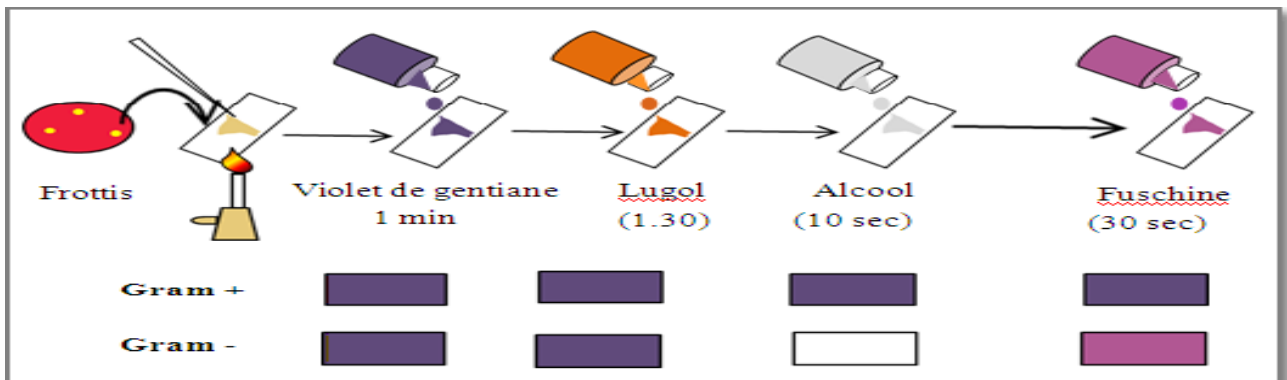 Frottis
Violet de gentiane
1 min
Lugol
(1.30)
Alcool
(10 sec)
Fuschine
(30 sec)
Gram +
Gram -